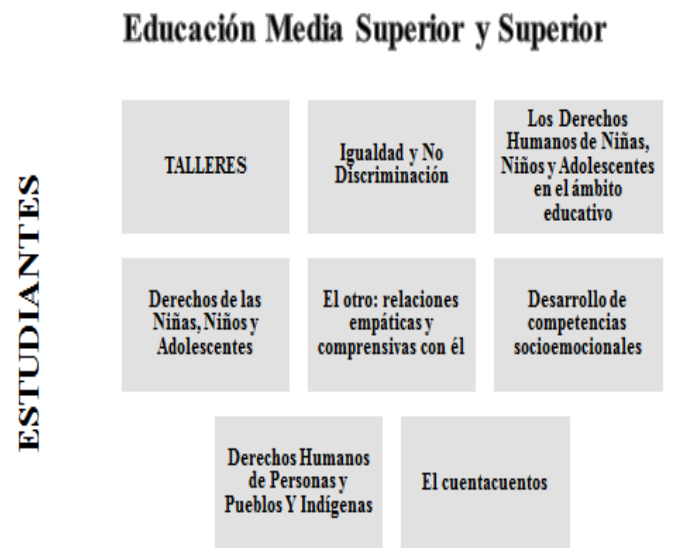 Educación Media Superior y Superior
ESTUDIANTES
TALLERES
Igualdad y No
Discriminación
Los Derechos
Humanos de Niñas,
Niños y Adolescentes
en el ámbito
educativo
Derechos de las
Niñas, Niños y
Adolescentes
El otro: relaciones
empáticas y
comprensivas con él
Desarrollo de
competencias
socioemocionales
Derechos Humanos
de Personas y
Pueblos Y Indígenas
El cuentacuentos